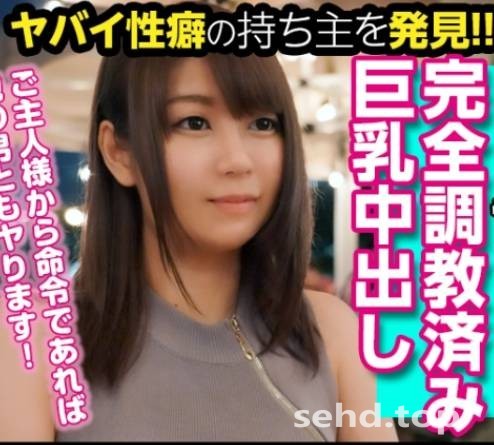 ヤバイ性癖の持ち主を発見!!
完全調教済み
巨乳中出し
ご主人様から命令であれば
男ともヤります!
sehd.top